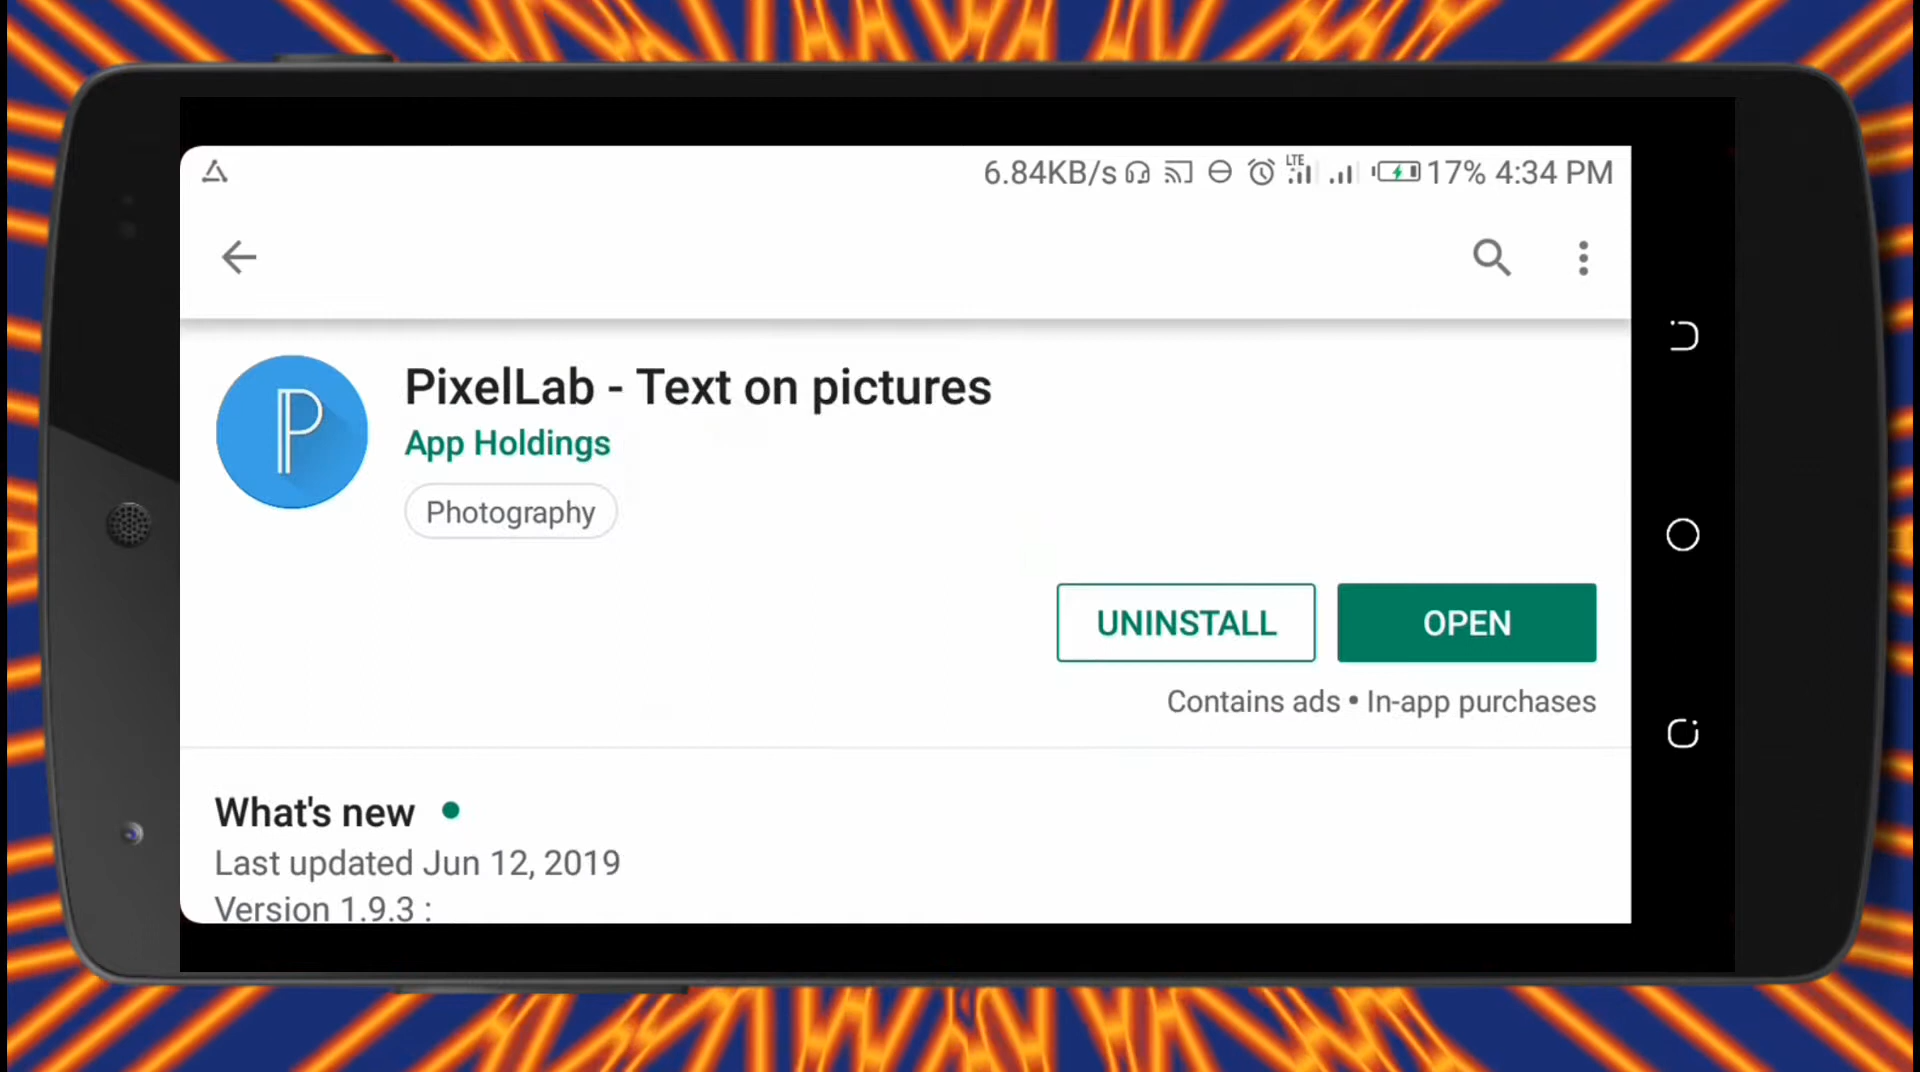 6.84KB/s LTE 17% 4:34 PM
P
PixelLab - Text on pictures
App Holdings
Photography
UNINSTALL
OPEN
Contains ads • In-app purchases
What's new
Last updated Jun 12, 2019
Version 1.9.3 :